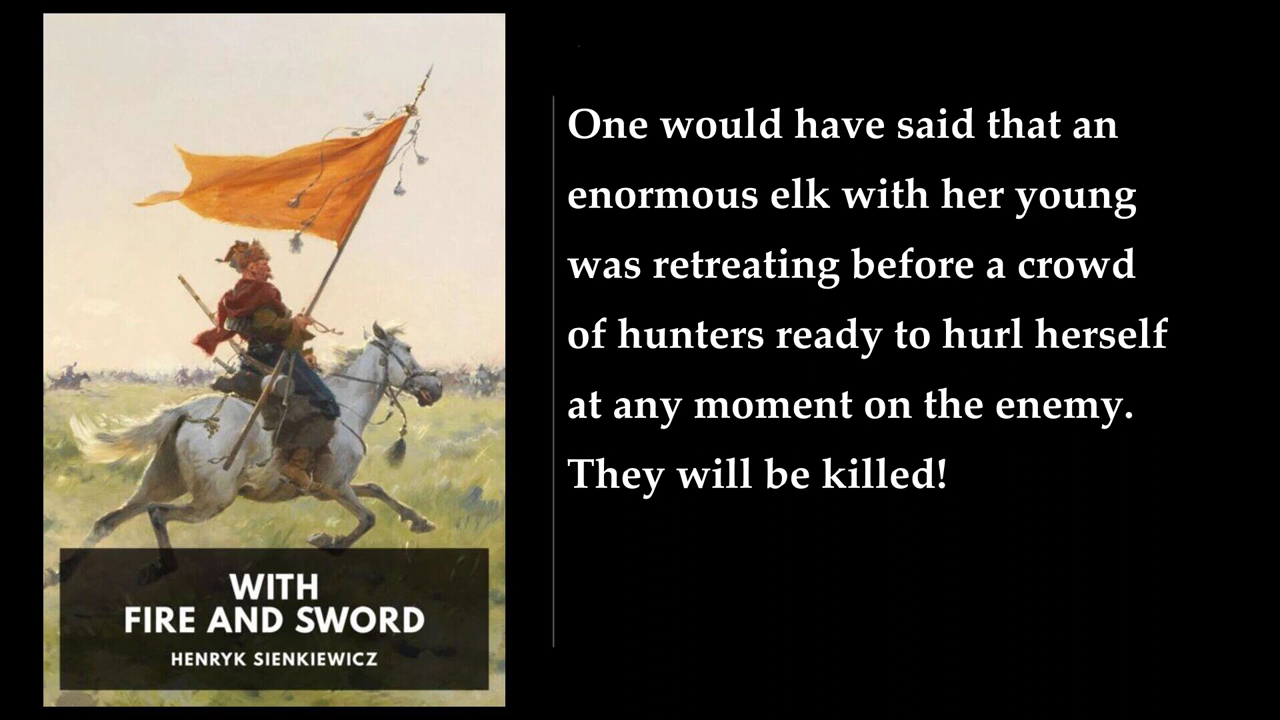 One would have said that an
enormous elk with her young
was retreating before a crowd
of hunters ready to hurl herself
at any moment on the enemy.
They will be killed!
WITH
FIRE AND SWORD
HENRYK SIENKIEWICZ